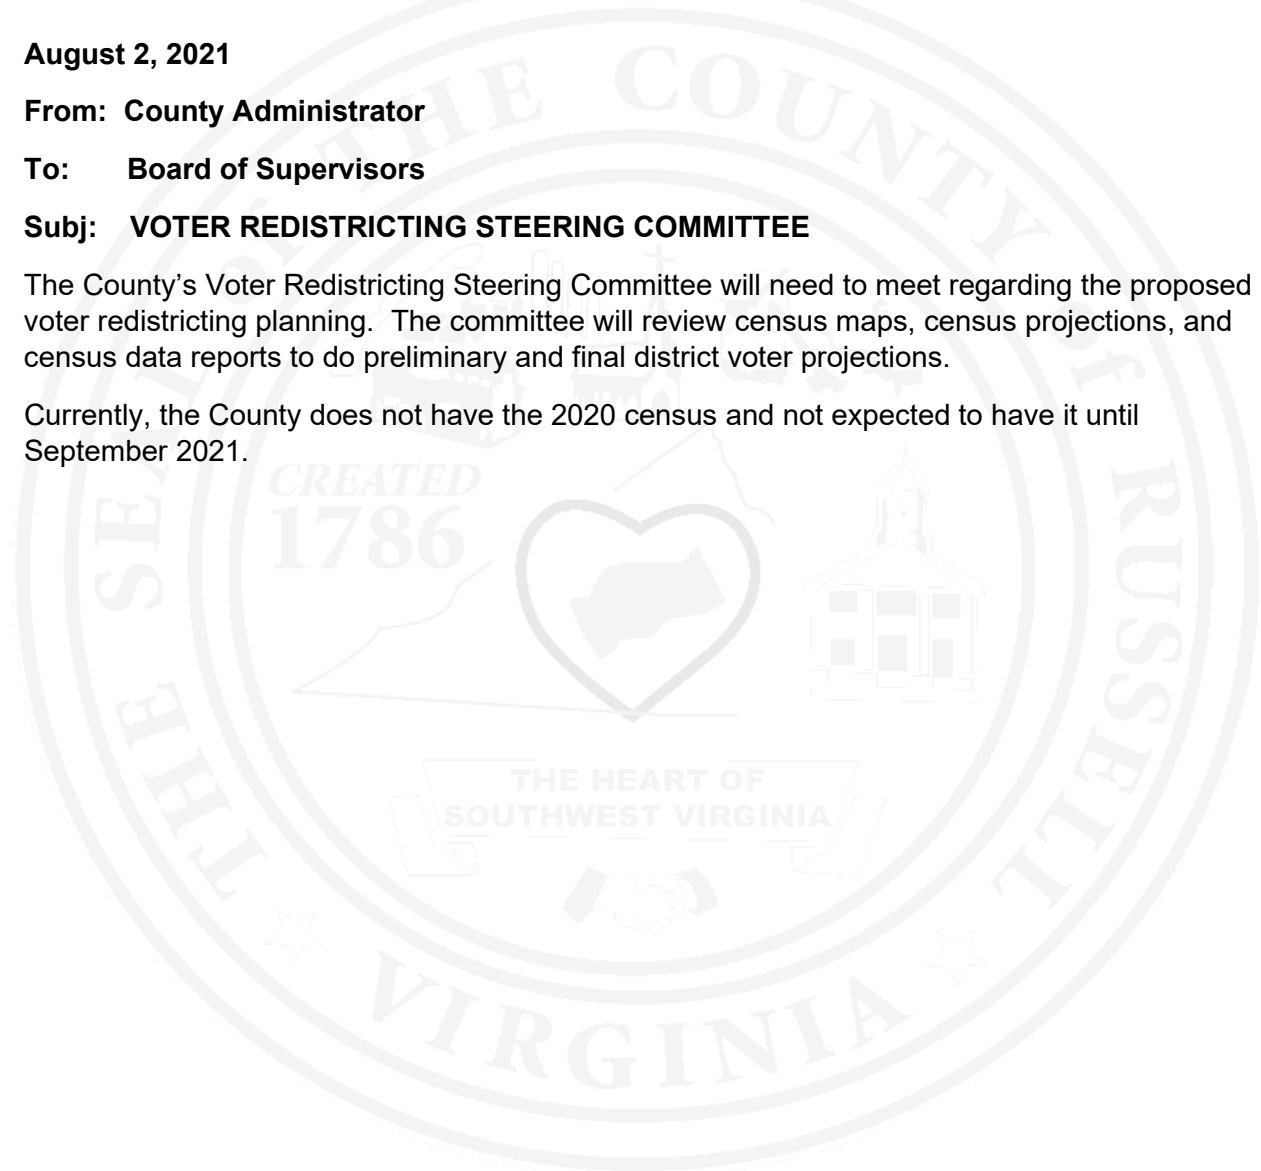 August 2, 2021
From: County Administrator
To: Board of Supervisors
Subj: VOTER REDISTRICTING STEERING COMMITTEE
The County’s Voter Redistricting Steering Committee will need to meet regarding the proposed
voter redistricting planning. The committee will review census maps, census projections, and
census data reports to do preliminary and final district voter projections.
Currently, the County does not have the 2020 census and not expected to have it until
September 2021.
THE SEAL of THE COUNTY of RUSSELL
CREATED
1786
THE HEART OF
SOUTHWEST VIRGINIA
VIRGINIA